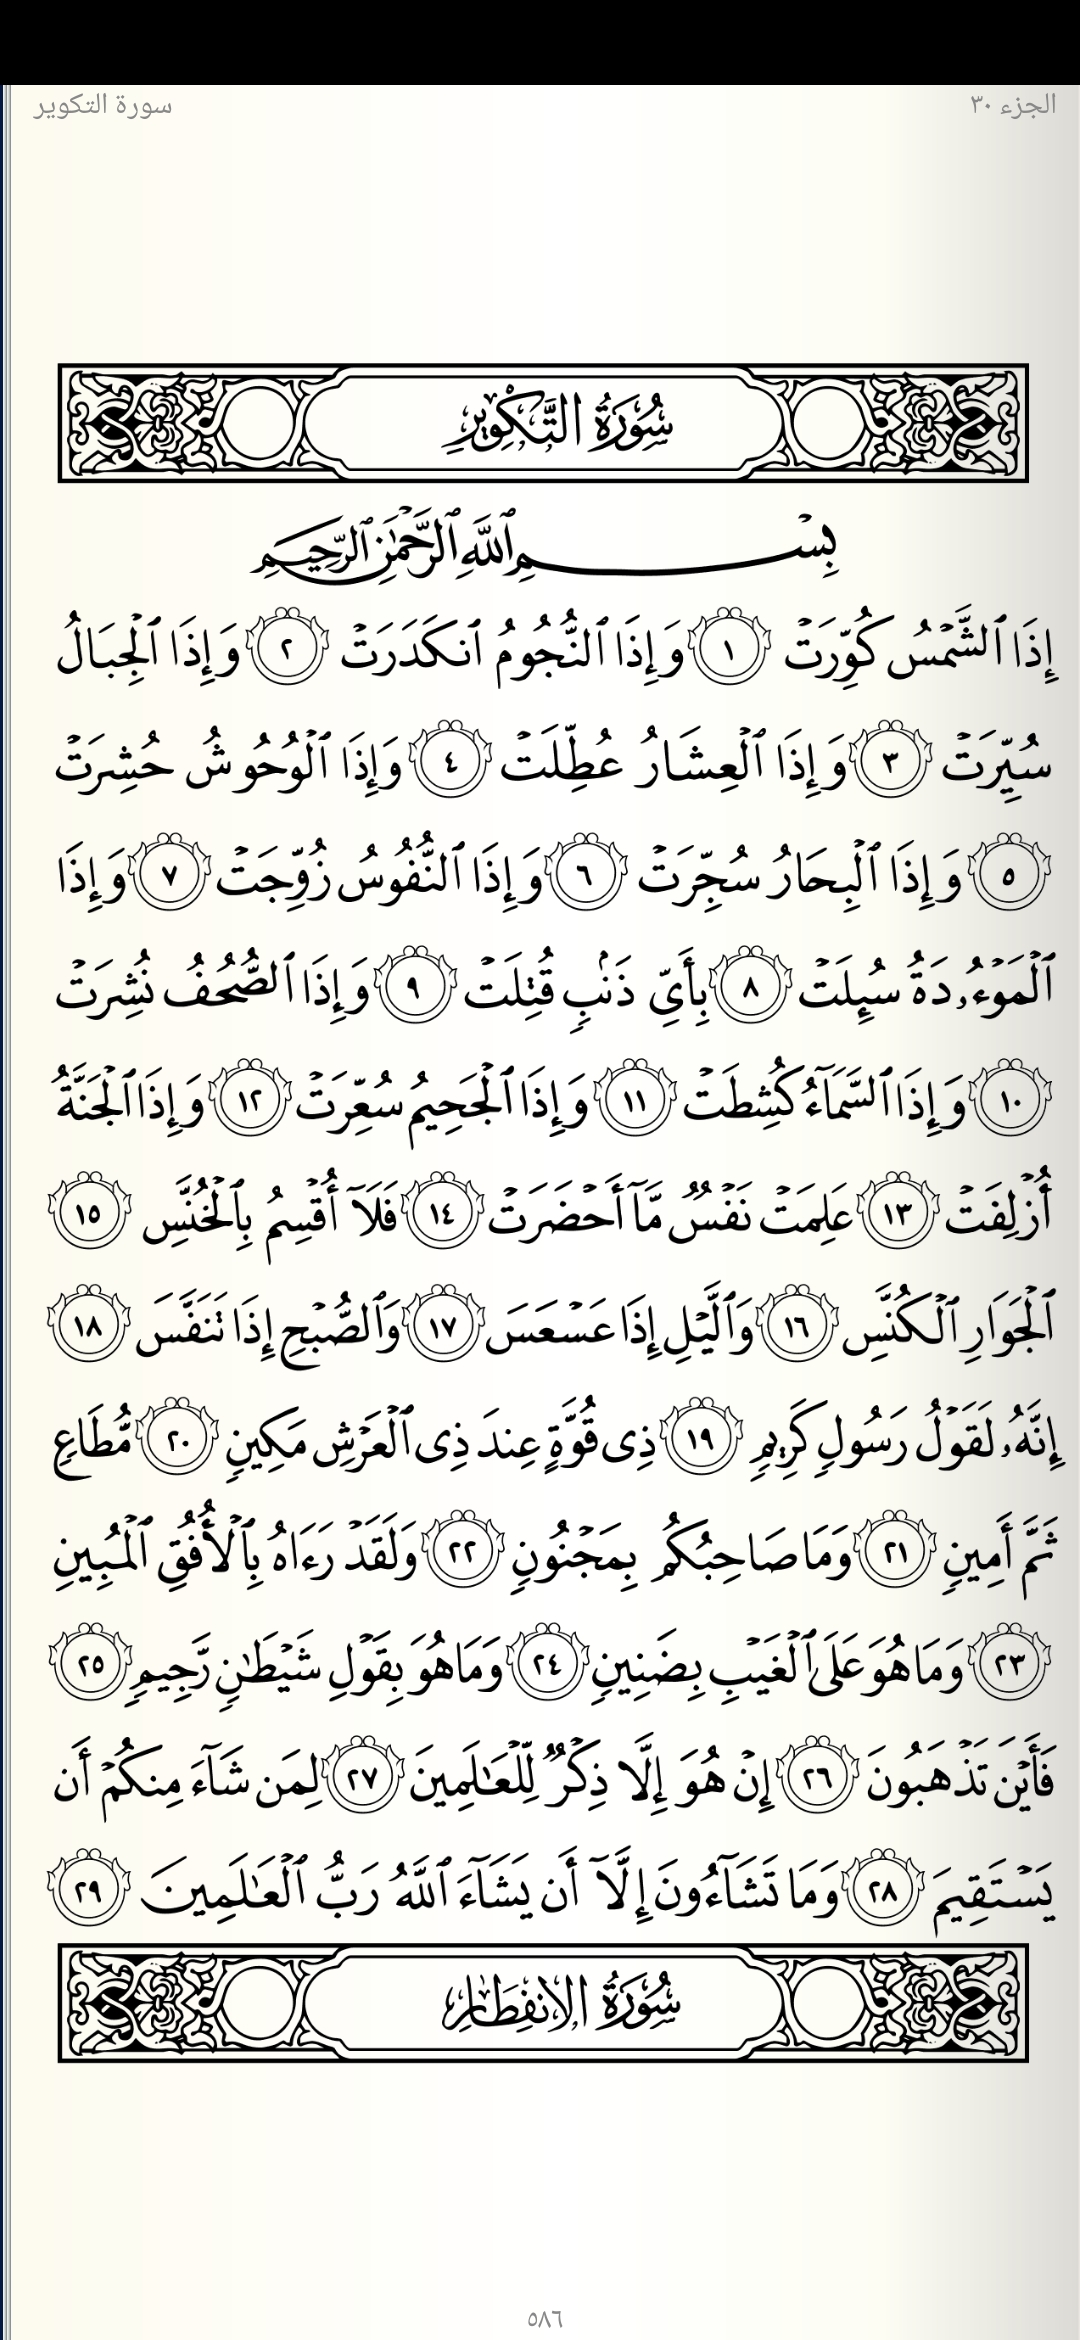 الجزء ٣٠
سورة التكوير
سُورَةُ التَّكْوِيرِ
بِسْمِ ٱللَّهِ ٱلرَّحْمَٰنِ ٱلرَّحِيمِ
إِذَا ٱلشَّمْسُ كُوِّرَتْ ١ وَإِذَا ٱلنُّجُومُ ٱنكَدَرَتْ ٢ وَإِذَا ٱلْجِبَالُ
سُيِّرَتْ ٣ وَإِذَا ٱلْعِشَارُ عُطِّلَتْ ٤ وَإِذَا ٱلْوُحُوشُ حُشِرَتْ
٥ وَإِذَا ٱلْبِحَارُ سُجِّرَتْ ٦ وَإِذَا ٱلنُّفُوسُ زُوِّجَتْ ٧ وَإِذَا
ٱلْمَوْءُۥدَةُ سُئِلَتْ ٨ بِأَيِّ ذَنۢبٍ قُتِلَتْ ٩ وَإِذَا ٱلصُّحُفُ نُشِرَتْ
١٠ وَإِذَا ٱلسَّمَآءُ كُشِطَتْ ١١ وَإِذَا ٱلْجَحِيمُ سُعِّرَتْ ١٢ وَإِذَا ٱلْجَنَّةُ
أُزْلِفَتْ ١٣ عَلِمَتْ نَفْسٌ مَّآ أَحْضَرَتْ ١٤ فَلَآ أُقْسِمُ بِٱلْخُنَّسِ ١٥
ٱلْجَوَارِ ٱلْكُنَّسِ ١٦ وَٱلَّيْلِ إِذَا عَسْعَسَ ١٧ وَٱلصُّبْحِ إِذَا تَنَفَّسَ ١٨
إِنَّهُۥ لَقَوْلُ رَسُولٍ كَرِيمٍ ١٩ ذِى قُوَّةٍ عِندَ ذِى ٱلْعَرْشِ مَكِينٍ ٢٠ مُّطَاعٍ
ثَمَّ أَمِينٍ ٢١ وَمَا صَاحِبُكُم بِمَجْنُونٍ ٢٢ وَلَقَدْ رَءَاهُ بِٱلْأُفُقِ ٱلْمُبِينِ
٢٣ وَمَا هُوَ عَلَى ٱلْغَيْبِ بِضَنِينٍ ٢٤ وَمَا هُوَ بِقَوْلِ شَيْطَٰنٍ رَّجِيمٍ ٢٥
فَأَيْنَ تَذْهَبُونَ ٢٦ إِنْ هُوَ إِلَّا ذِكْرٌ لِّلْعَٰلَمِينَ ٢٧ لِمَن شَآءَ مِنكُمْ أَن
يَسْتَقِيمَ ٢٨ وَمَا تَشَآءُونَ إِلَّآ أَن يَشَآءَ ٱللَّهُ رَبُّ ٱلْعَٰلَمِينَ ٢٩
سُورَةُ الِانفِطَارِ
٥٨٦